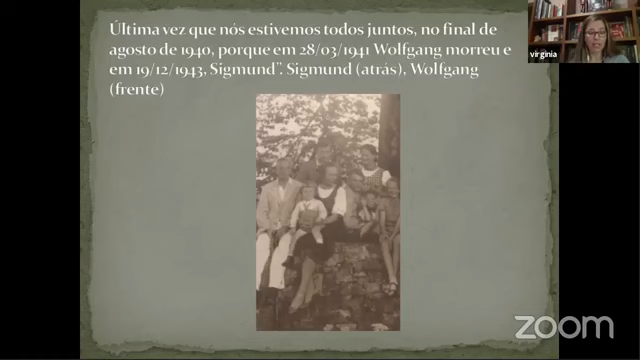 Última vez que nós estivemos todos juntos, no final de
agosto de 1940, porque em 28/03/1941 Wolfgang morreu e
em 19/12/1943, Sigmund”. Sigmund (atrás), Wolfgang
(frente)
virginia
zoom